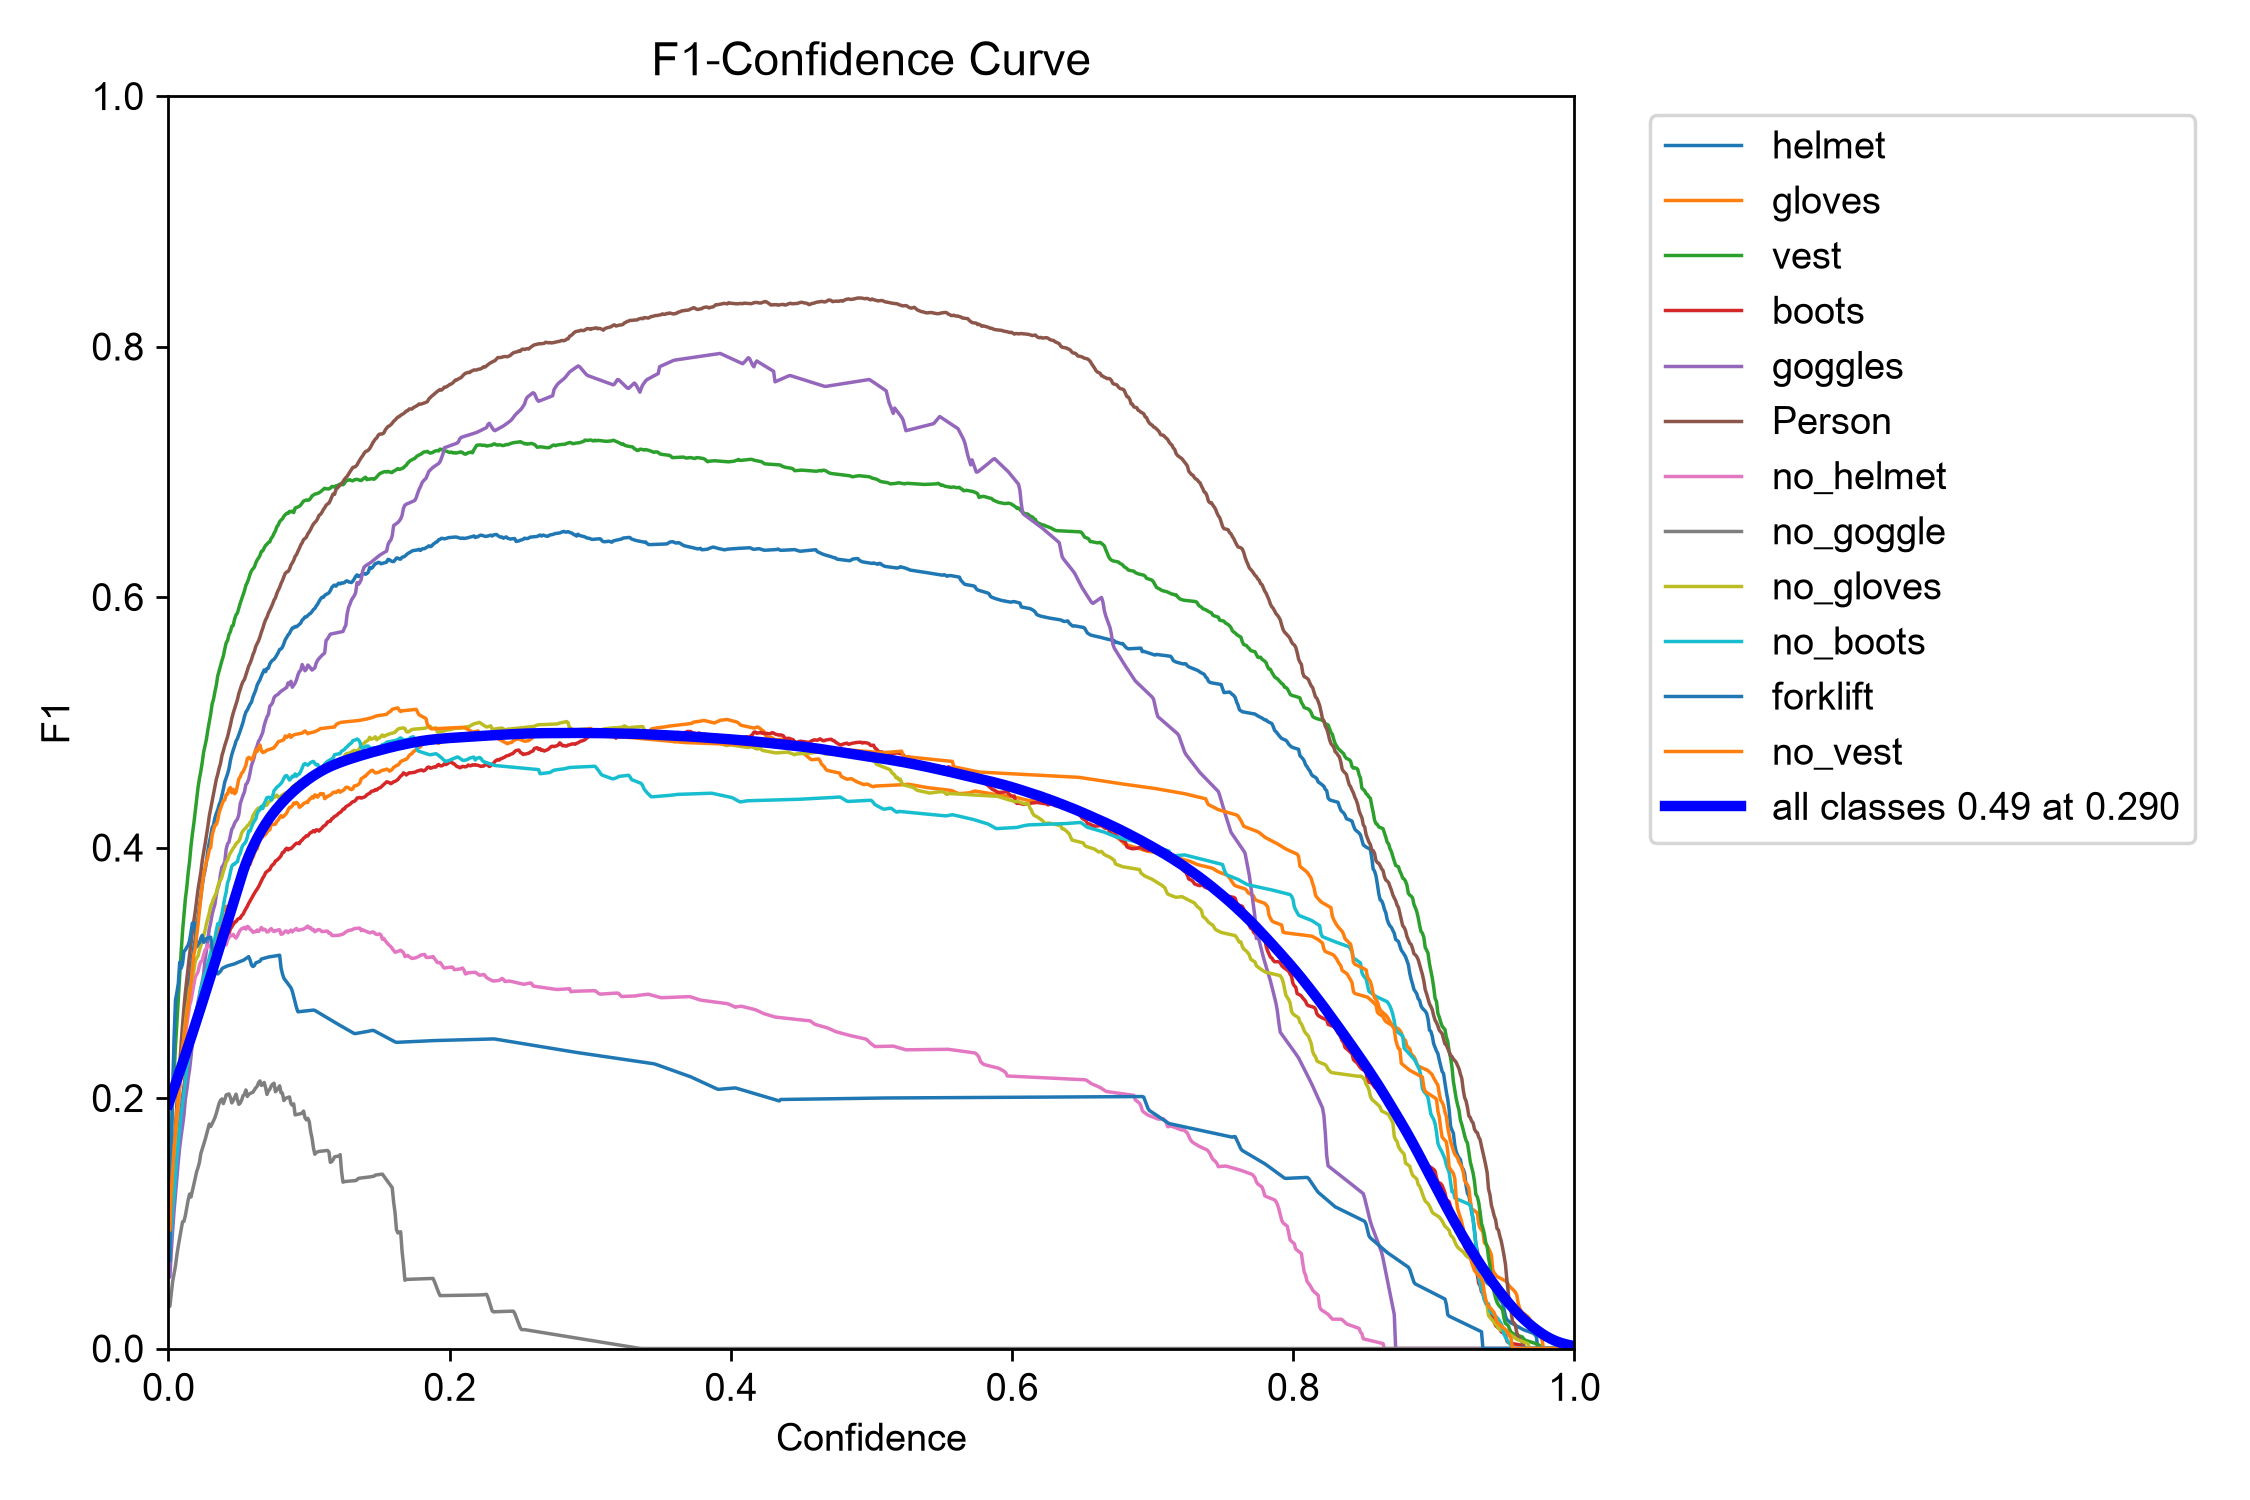 F1-Confidence Curve
1.0
0.8
0.6
0.4
0.2
0.0
F1
0.0 0.2 0.4 0.6 0.8 1.0
Confidence
helmet
gloves
vest
boots
goggles
Person
no_helmet
no_goggle
no_gloves
no_boots
forklift
no_vest
all classes 0.49 at 0.290